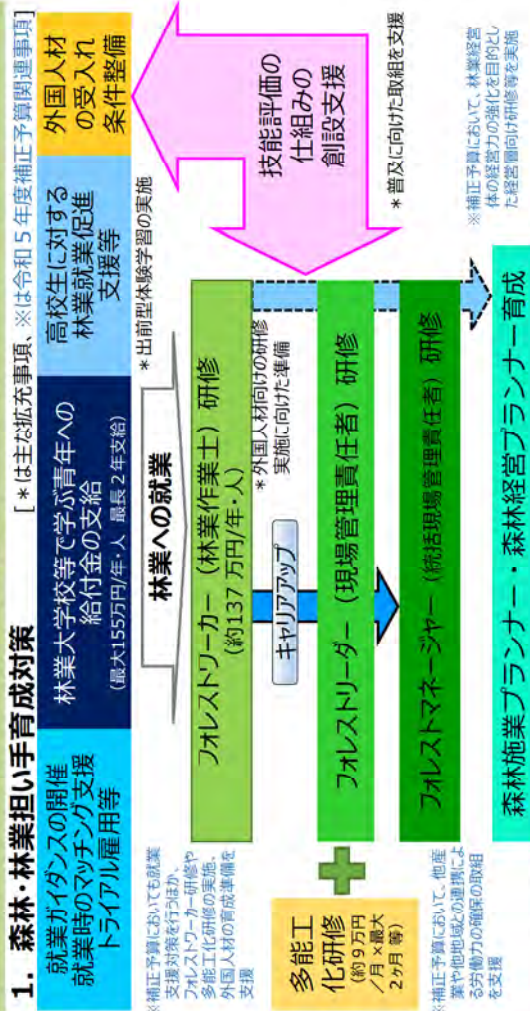 1. 森林・林業担い手育成対策
［＊は主な拡充事項、※は令和５年度補正予算関連事項］
就業ガイダンスの開催
就業時のマッチング支援
トライアル雇用等
林業大学校等で学ぶ青年への
給付金の支給
（最大155万円/年・人 最長２年支給）
高校生に対する
林業就業促進
支援等
外国人材
の受入れ
条件整備
※補正予算においても就業
支援対策を行うほか、
フォレストワーカー研修や
多能工化研修の実施、
外国人材の育成準備を
支援
林業への就業
＊出前型体験学習の実施
フォレストワーカー（林業作業士）研修
（約137 万円/年・人）
キャリアアップ
＊外国人材向けの研修
実施に向けた準備
技能評価の
仕組みの
創設支援
＊普及に向けた取組を支援
多能工
化研修
（約９万円
/月×最大
２ヶ月 等）
フォレストリーダー（現場管理責任者）研修
フォレストマネージャー（統括現場管理責任者）研修
※補正予算において、他産
業や他地域との連携によ
る労働力の確保の取組
を支援
森林施業プランナー・森林経営プランナー育成
※補正予算において、林業経営
体の経営力の強化を目的とし
た経営層向け研修等を実施